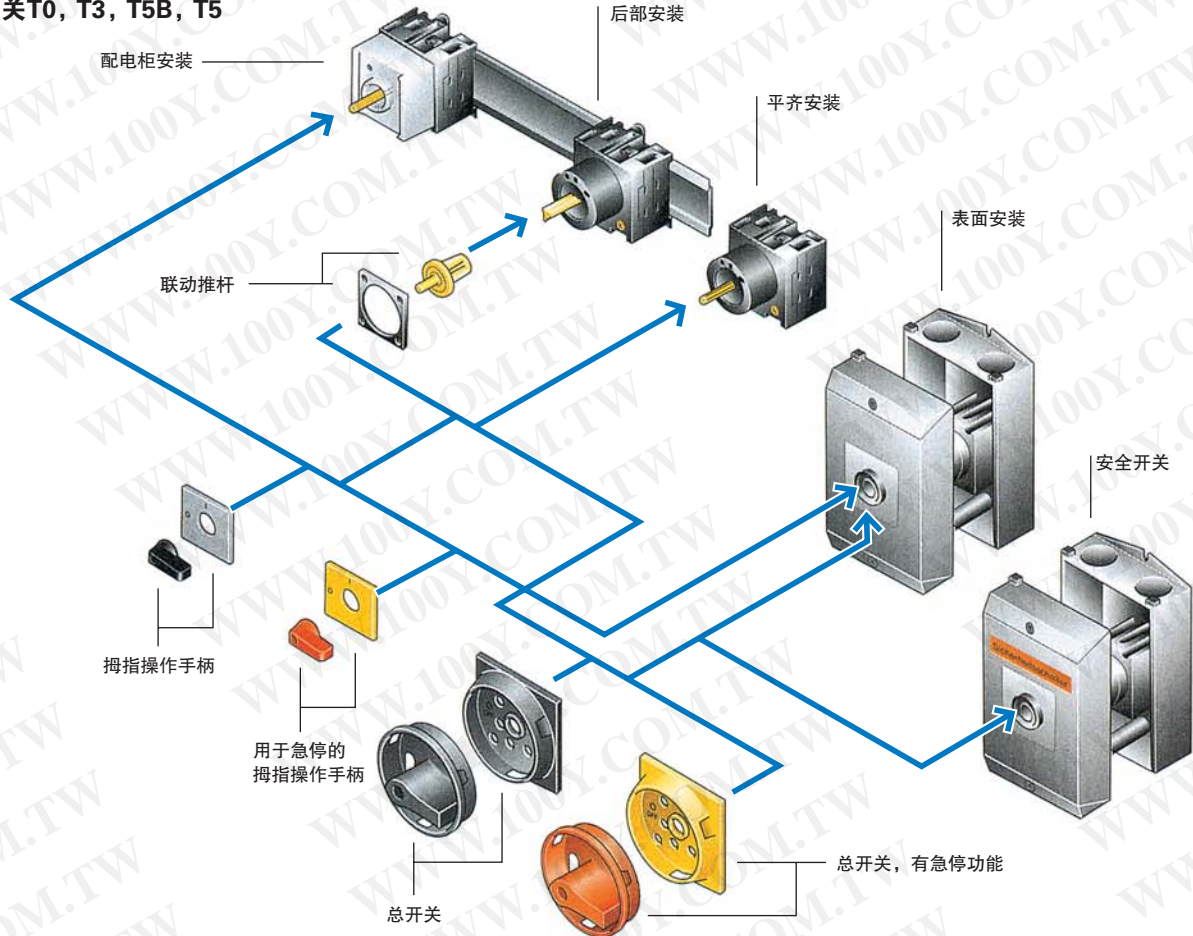 关T0, T3, T5B, T5
后部安装
配电柜安装
平齐安装
表面安装
联动推杆
安全开关
Sicherheitsschalter
拇指操作手柄
用于急停的
拇指操作手柄
OFF
总开关，有急停功能
总开关
WWW.100Y.COM.TW